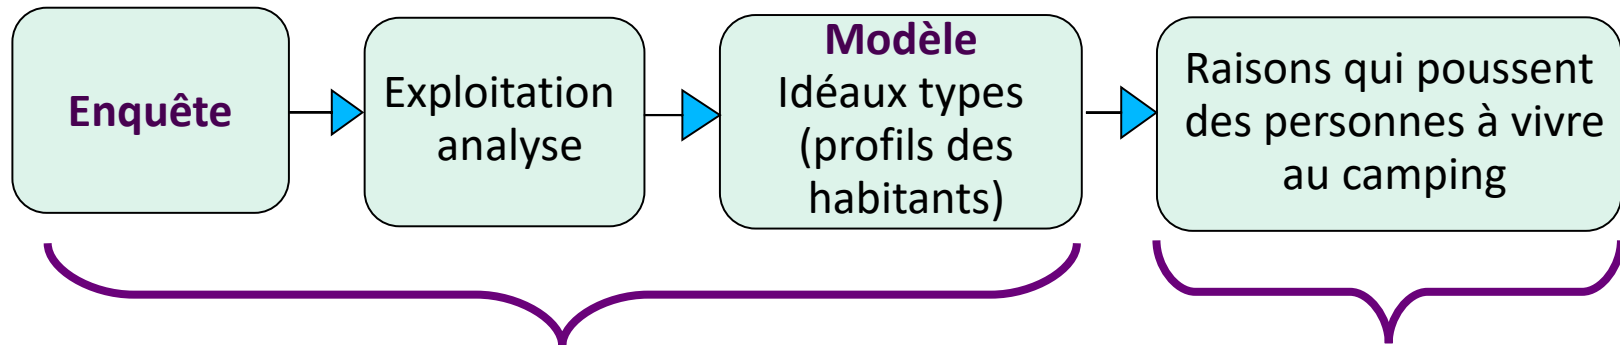 Enquête
Exploitation
analyse
Modèle
Idéaux types
(profils des
habitants)
Raisons qui poussent
des personnes à vivre
au camping